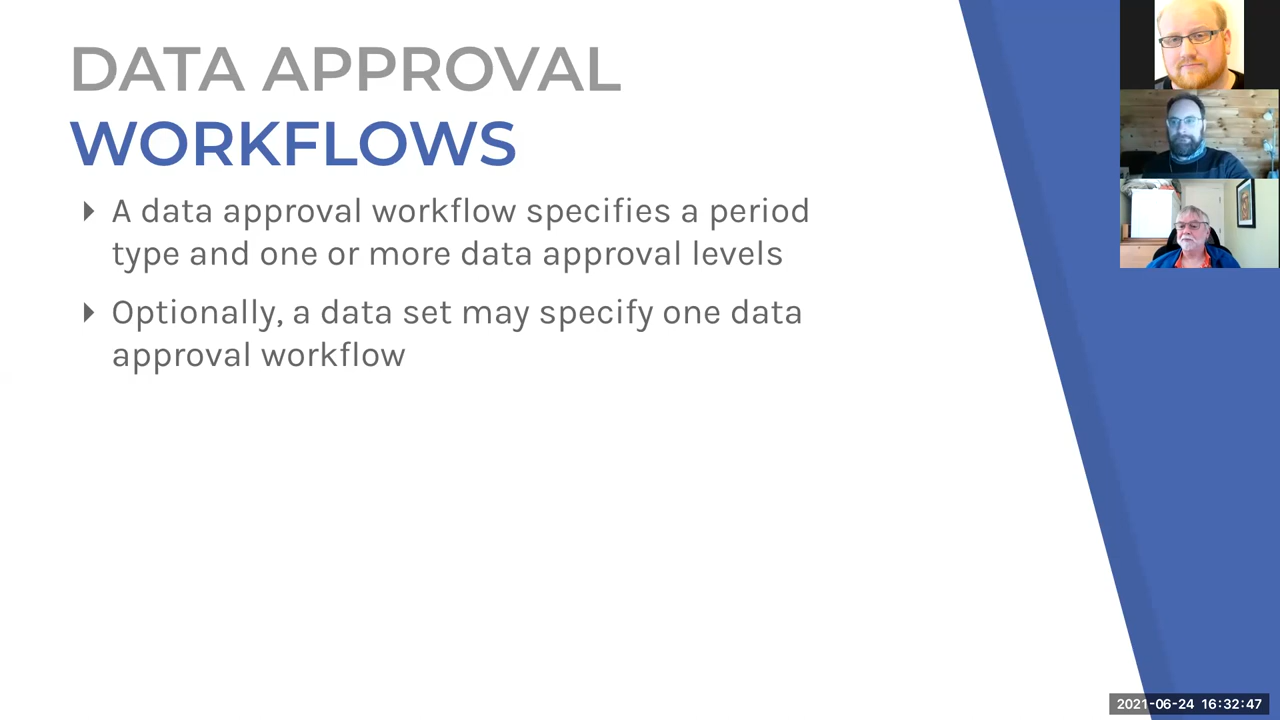 DATA APPROVAL
WORKFLOWS
A data approval workflow specifies a period
type and one or more data approval levels
Optionally, a data set may specify one data
approval workflow
2021-06-24 16:32:47